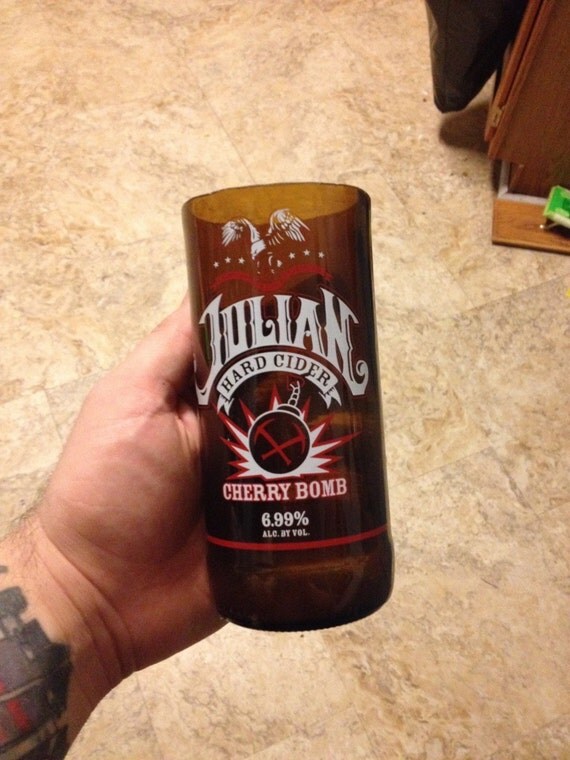 JULIAN
HARD CIDER
CHERRY BOMB
6.99%
ALC. BY VOL.